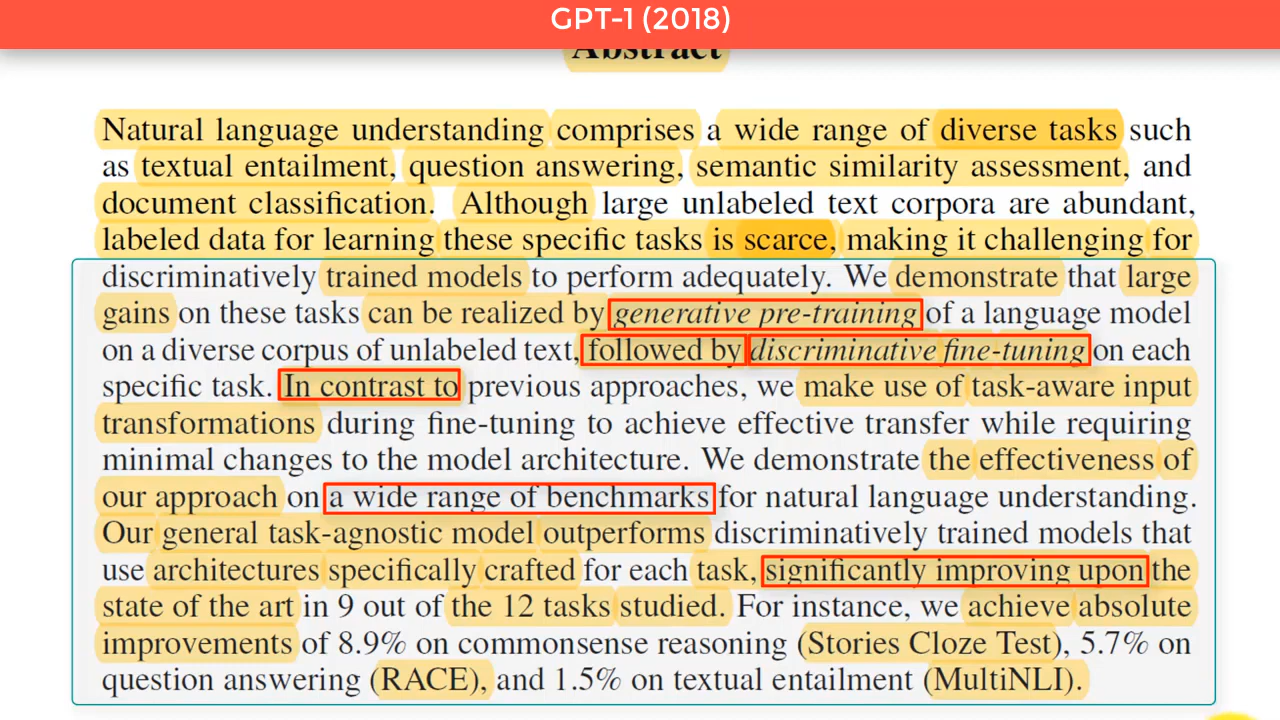 GPT-1 (2018)
Abstract
Natural language understanding comprises a wide range of diverse tasks such
as textual entailment, question answering, semantic similarity assessment, and
document classification. Although large unlabeled text corpora are abundant,
labeled data for learning these specific tasks is scarce, making it challenging for
discriminatively trained models to perform adequately. We demonstrate that large
gains on these tasks can be realized by generative pre-training of a language model
on a diverse corpus of unlabeled text, followed by discriminative fine-tuning on each
specific task. In contrast to previous approaches, we make use of task-aware input
transformations during fine-tuning to achieve effective transfer while requiring
minimal changes to the model architecture. We demonstrate the effectiveness of
our approach on a wide range of benchmarks for natural language understanding.
Our general task-agnostic model outperforms discriminatively trained models that
use architectures specifically crafted for each task, significantly improving upon the
state of the art in 9 out of the 12 tasks studied. For instance, we achieve absolute
improvements of 8.9% on commonsense reasoning (Stories Cloze Test), 5.7% on
question answering (RACE), and 1.5% on textual entailment (MultiNLI).